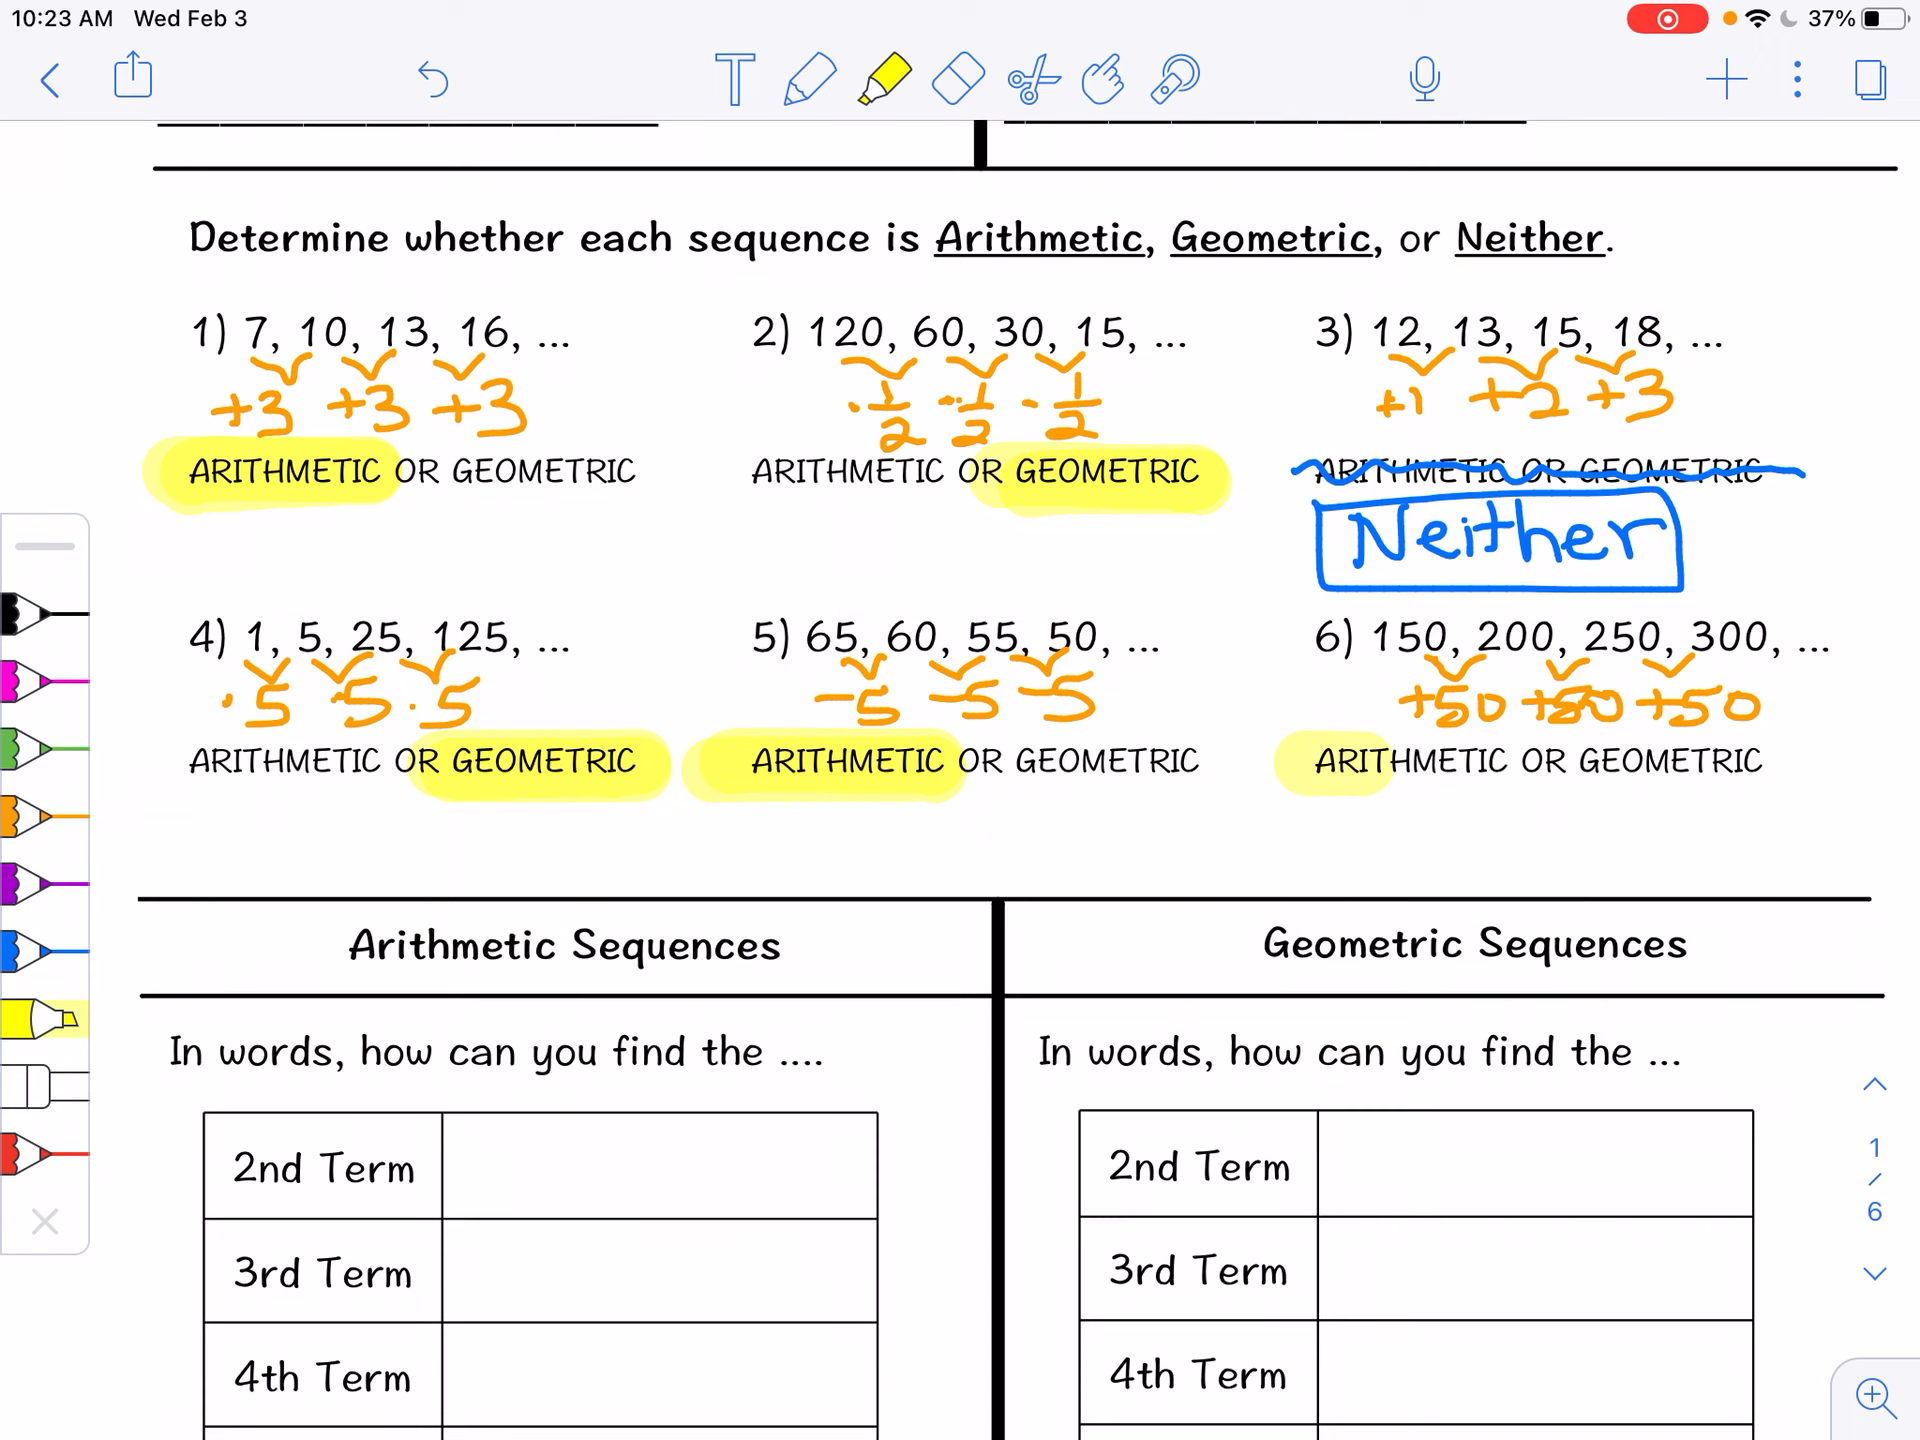 10:23 AM Wed Feb 3
37%
Determine whether each sequence is Arithmetic, Geometric, or Neither.
1) 7, 10, 13, 16, ...
2) 120, 60, 30, 15, ...
3) 12, 13, 15, 18, ...
+3 +3 +3
·1/2 ·1/2 ·1/2
+1 +2 +3
ARITHMETIC OR GEOMETRIC
ARITHMETIC OR GEOMETRIC
ARITHMETIC OR GEOMETRIC
Neither
4) 1, 5, 25, 125, ...
5) 65, 60, 55, 50, ...
6) 150, 200, 250, 300, ...
·5 ·5 ·5
-5 -5 -5
+50 +50 +50
ARITHMETIC OR GEOMETRIC
ARITHMETIC OR GEOMETRIC
ARITHMETIC OR GEOMETRIC
Arithmetic Sequences
Geometric Sequences
In words, how can you find the ....
In words, how can you find the ...
2nd Term
3rd Term
4th Term
2nd Term
3rd Term
4th Term
1
/
6